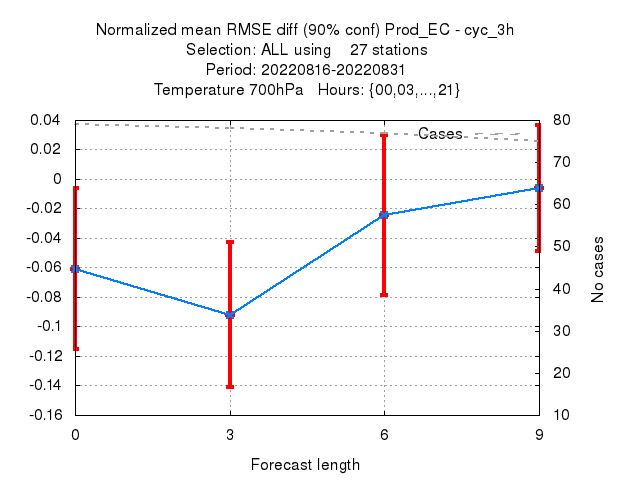 Normalized mean RMSE diff (90% conf) Prod_EC - cyc_3h
Selection: ALL using    27 stations
Period: 20220816-20220831
Temperature 700hPa   Hours: {00,03,...,21}
0.04
0.02
0
-0.02
-0.04
-0.06
-0.08
-0.1
-0.12
-0.14
-0.16
Cases
80
70
60
50
40
30
20
10
No cases
0 3 6 9
Forecast length